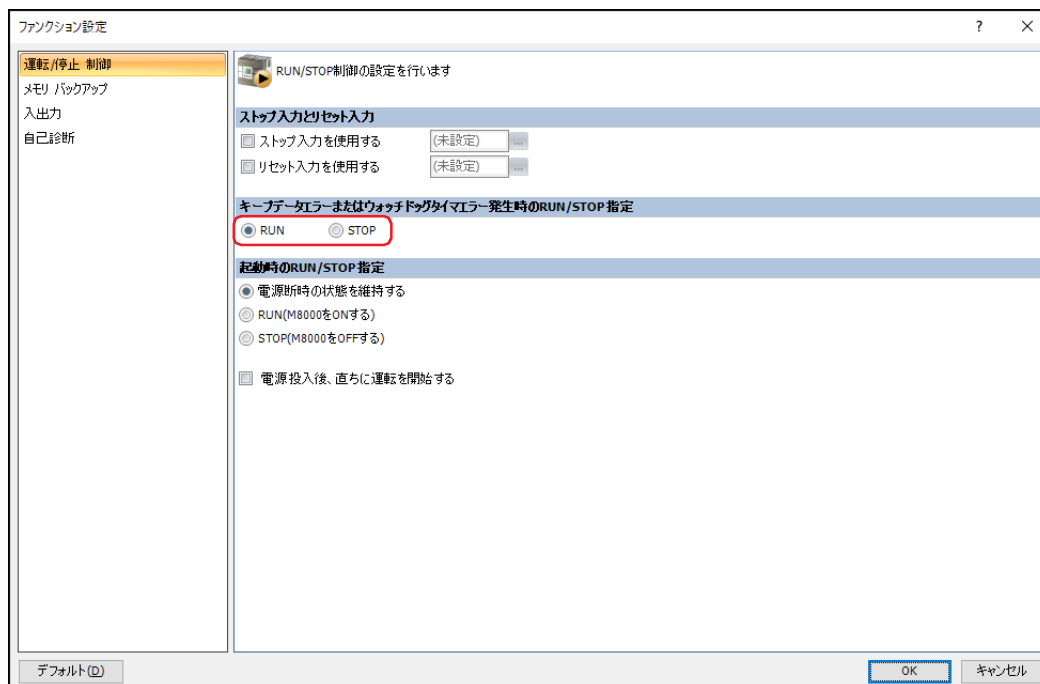 ファンクション設定
?
運転/停止 制御
メモリ バックアップ
入出力
自己診断
RUN/STOP制御の設定を行います
ストップ入力とリセット入力
ストップ入力を使用する (未設定) ...
リセット入力を使用する (未設定) ...
キープデータエラーまたはウォッチドッグタイマエラー発生時のRUN/STOP指定
RUN STOP
起動時のRUN/STOP指定
電源断時の状態を維持する
RUN(M8000をONする)
STOP(M8000をOFFする)
電源投入後、直ちに運転を開始する
デフォルト(D)
OK キャンセル